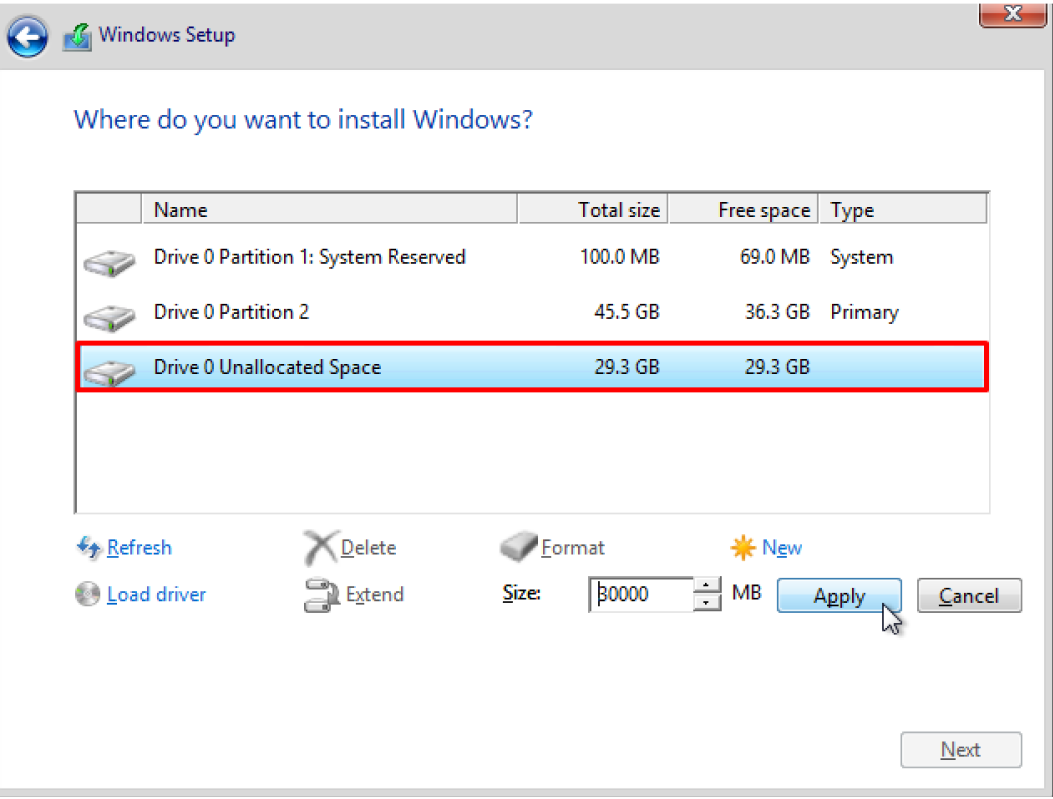 Windows Setup
X
Where do you want to install Windows?
Name Total size Free space Type
Drive 0 Partition 1: System Reserved 100.0 MB 69.0 MB System
Drive 0 Partition 2 45.5 GB 36.3 GB Primary
Drive 0 Unallocated Space 29.3 GB 29.3 GB
Refresh Delete Format New
Load driver Extend Size: 30000 MB Apply Cancel
Next